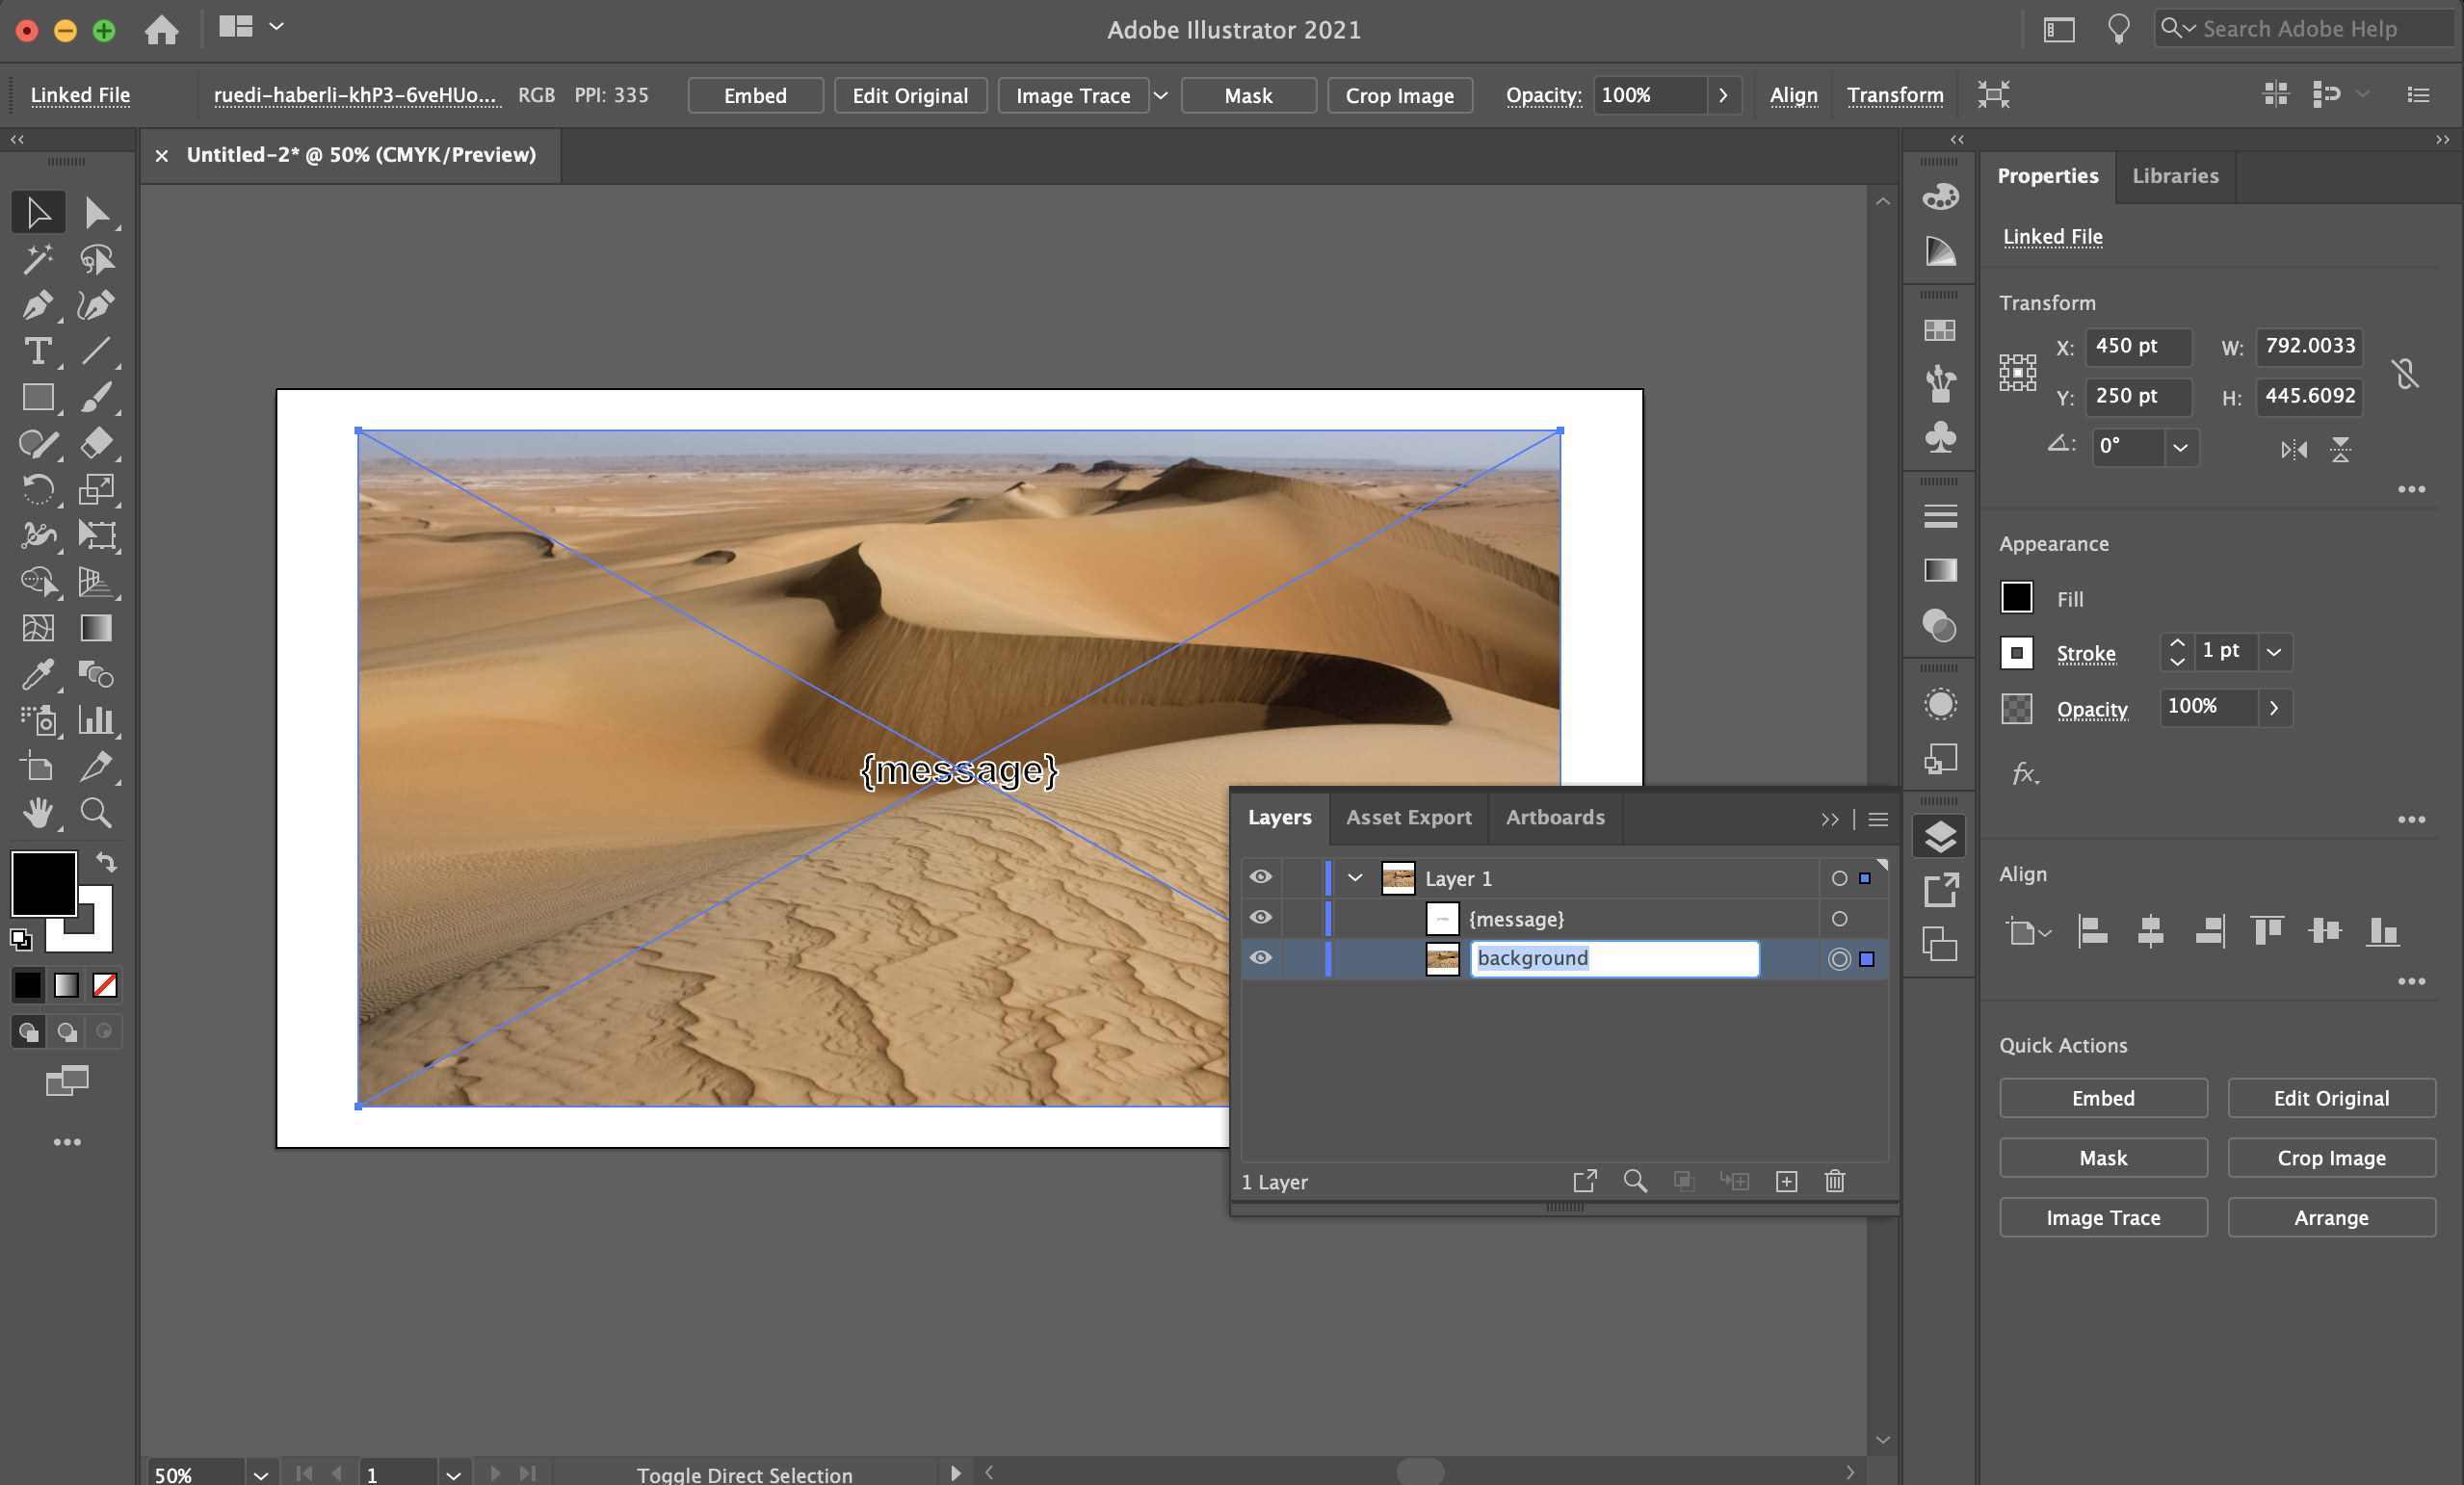 Adobe Illustrator 2021
Search Adobe Help
Linked File
ruedi-haberli-khP3-6veHUo...
RGB
PPI: 335
Embed
Edit Original
Image Trace
Mask
Crop Image
Opacity:
100%
Align
Transform
Untitled-2* @ 50% (CMYK/Preview)
{message}
Layers
Asset Export
Artboards
Layer 1
{message}
background
1 Layer
50%
1
Toggle Direct Selection
Properties
Libraries
Linked File
Transform
X: 450 pt
W: 792.0033
Y: 250 pt
H: 445.6092
0°
Appearance
Fill
Stroke
1 pt
Opacity
100%
fx
Align
Quick Actions
Embed
Edit Original
Mask
Crop Image
Image Trace
Arrange